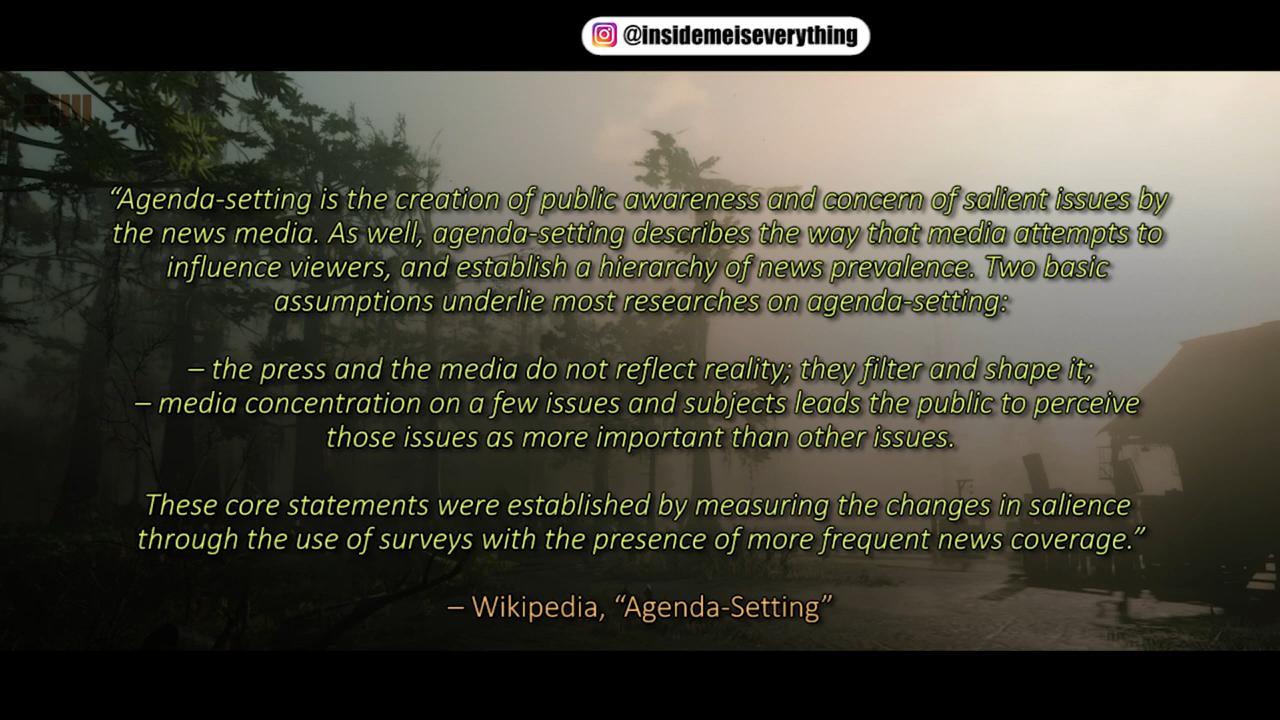 @insidemeiseverything
“Agenda-setting is the creation of public awareness and concern of salient issues by
the news media. As well, agenda-setting describes the way that media attempts to
influence viewers, and establish a hierarchy of news prevalence. Two basic
assumptions underlie most researches on agenda-setting:
– the press and the media do not reflect reality; they filter and shape it;
– media concentration on a few issues and subjects leads the public to perceive
those issues as more important than other issues.
These core statements were established by measuring the changes in salience
through the use of surveys with the presence of more frequent news coverage.”
– Wikipedia, “Agenda-Setting”